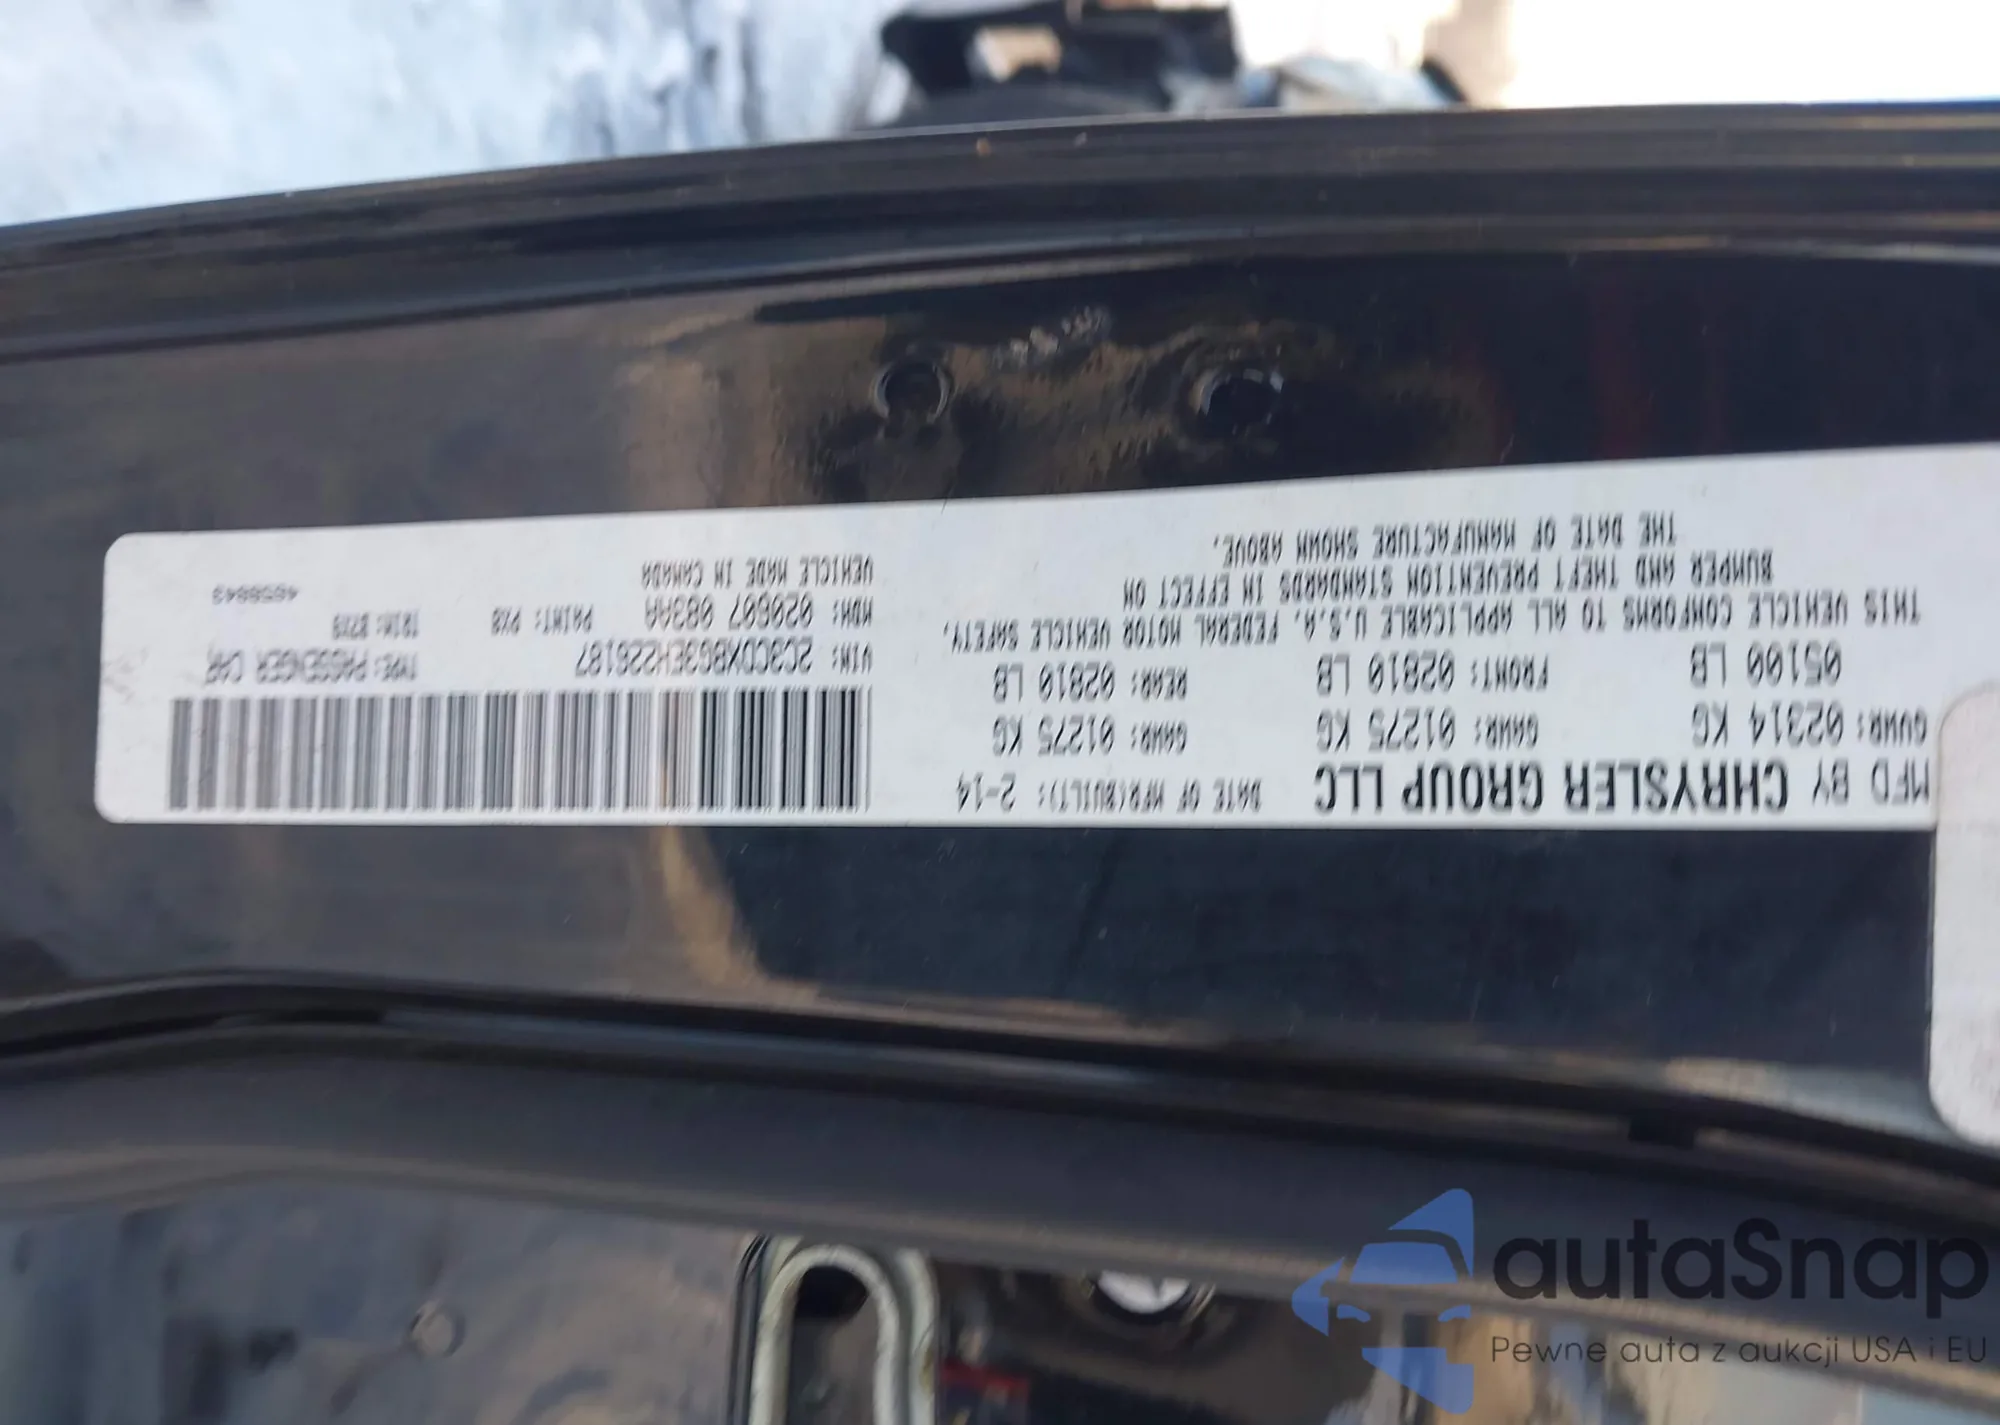 MFD BY CHRYSLER GROUP LLC DATE OF MFR(BUILT): 2-14
GVWR: 02314 KG GAWR: 01275 KG GAWR: 01275 KG
05100 LB FRONT: 02810 LB REAR: 02810 LB
THIS VEHICLE CONFORMS TO ALL APPLICABLE U.S.A. FEDERAL MOTOR VEHICLE SAFETY,
BUMPER AND THEFT PREVENTION STANDARDS IN EFFECT ON
THE DATE OF MANUFACTURE SHOWN ABOVE.
VIN: 2C3CDXBG3EH226187 TYPE: PASSENGER CAR
MDH: 020607 083AA PAINT: PX8 TRIM:
VEHICLE MADE IN CANADA
autaSnap
Pewne auta z aukcji USA i EU